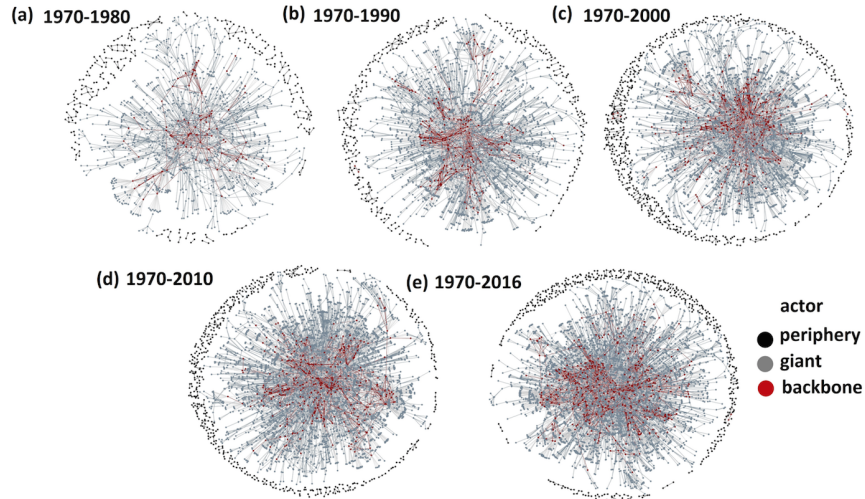 (a) 1970-1980
(b) 1970-1990
(c) 1970-2000
(d) 1970-2010
(e) 1970-2016
actor
periphery
giant
backbone